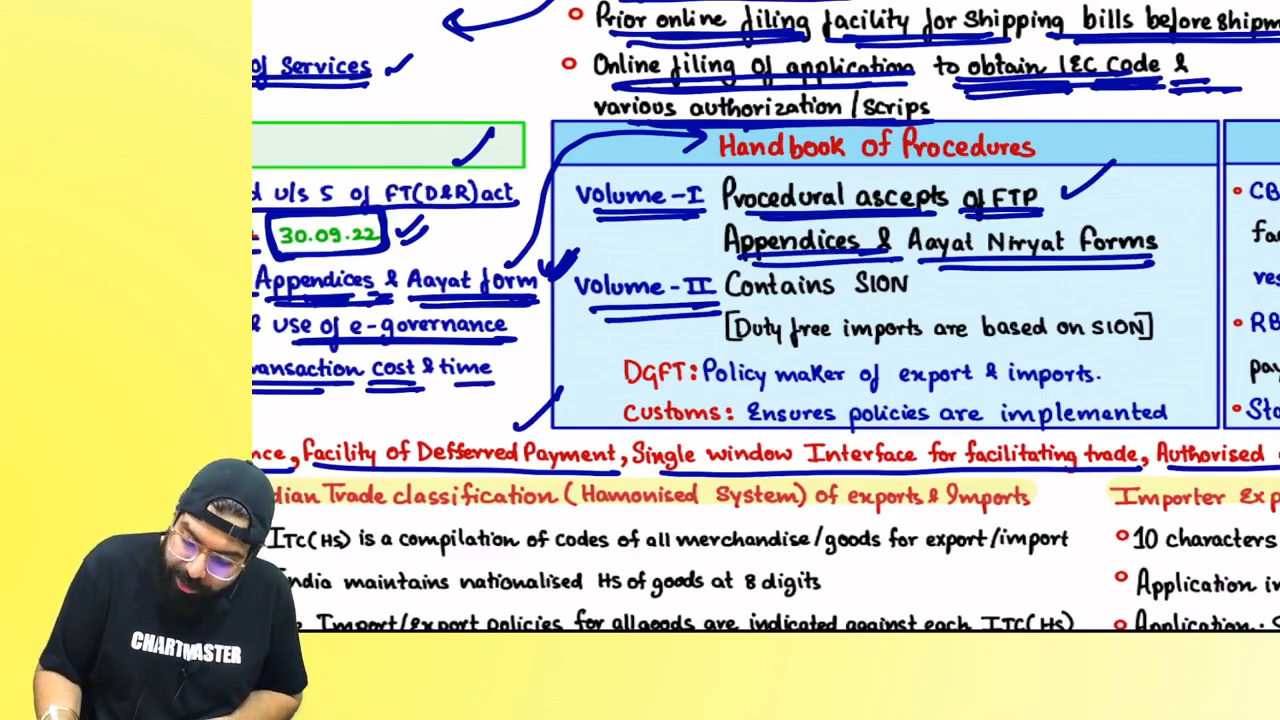 Prior online filing facility for Shipping bills before
of Services
Online filing of application to obtain IEC Code &
various authorization/Scrips
Handbook of Procedures
u/s 5 of FT(D&R) act
Volume-I Procedural ascepts of FTP
30.09.22
Appendices & Aayat Niryat Forms
Appendices & Aayat form
Volume-II Contains SION
& use of e-governance
[Duty free imports are based on SION]
cost & time
DGFT: Policy maker of export & imports.
Customs: Ensures policies are implemented
Facility of Defferred Payment, Single window Interface for facilitating trade, Authorised
Trade classification (Hamonised System) of exports & Imports
Importer
ITC(HS) is a compilation of Codes of all merchandise/goods for export/import
10 characters
India maintains nationalised HS of goods at 8 digits
Application
Import/Export policies for all goods are indicated against each ITC(HS)
Application
CHARTMASTER